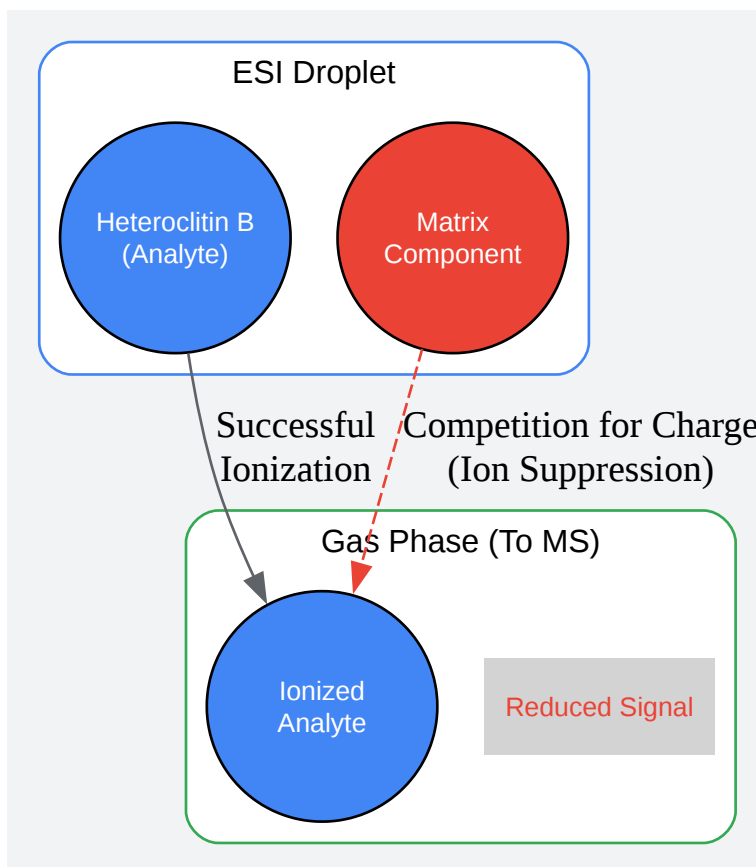 ESI Droplet
Heteroclitin B
(Analyte)
Matrix
Component
Successful
Ionization
Competition for Charge
(Ion Suppression)
Gas Phase (To MS)
Ionized
Analyte
Reduced Signal